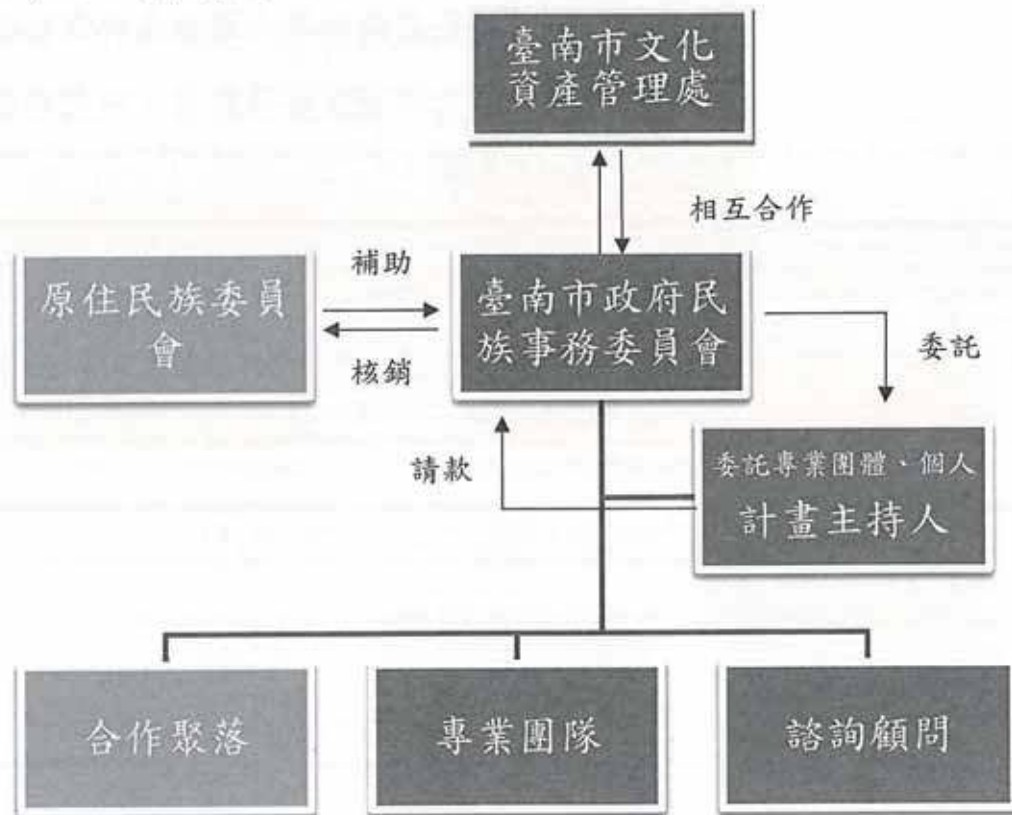 臺南市文化
資產管理處
相互合作
原住民族委員
會
補助
核銷
臺南市政府民
族事務委員會
委託
請款
委託專業團體、個人
計畫主持人
合作聚落
專業團隊
諮詢顧問